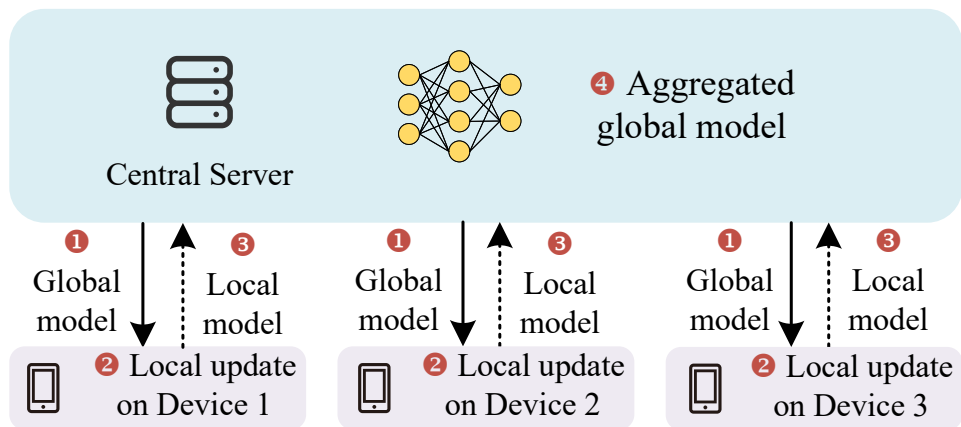 ❹ Aggregated
global model
Central Server
❶
Global
model
❸
Local
model
❶
Global
model
❸
Local
model
❶
Global
model
❸
Local
model
❷ Local update
on Device 1
❷ Local update
on Device 2
❷ Local update
on Device 3